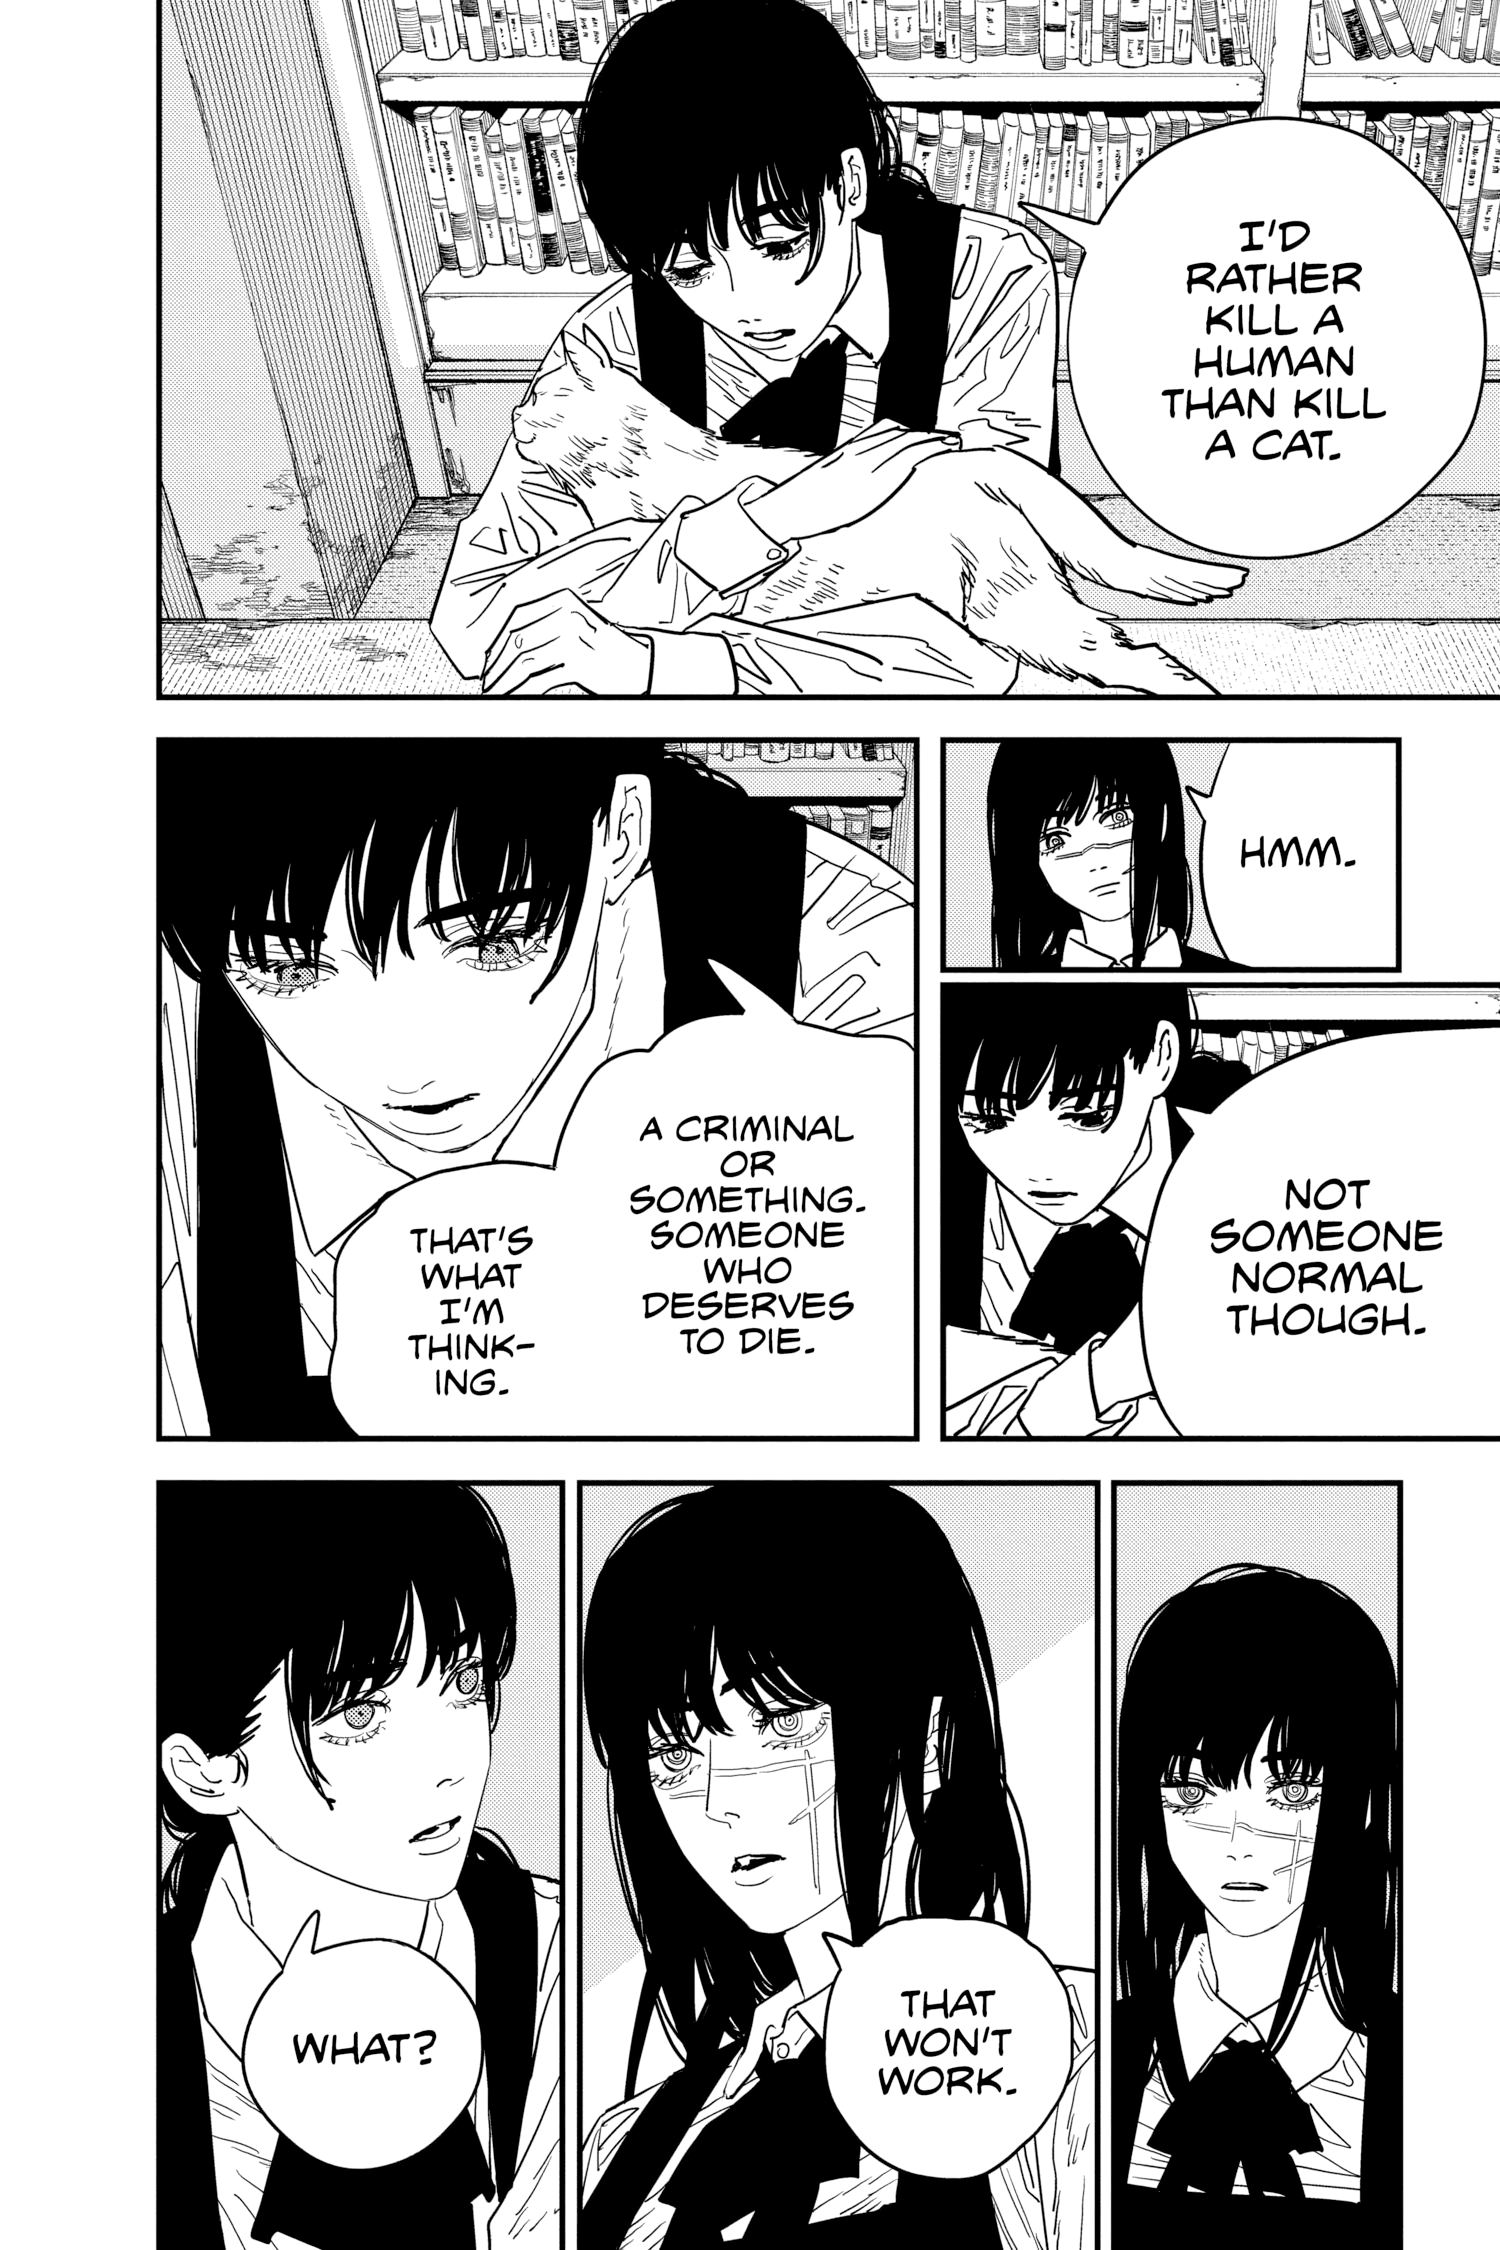 I'D
RATHER
KILL A
HUMAN
THAN KILL
A CAT.
HMM.
NOT
SOMEONE
NORMAL
THOUGH.
A CRIMINAL
OR
SOMETHING.
SOMEONE
WHO
DESERVES
TO DIE.
THAT'S
WHAT
I'M
THINK-
ING.
THAT
WON'T
WORK.
WHAT?